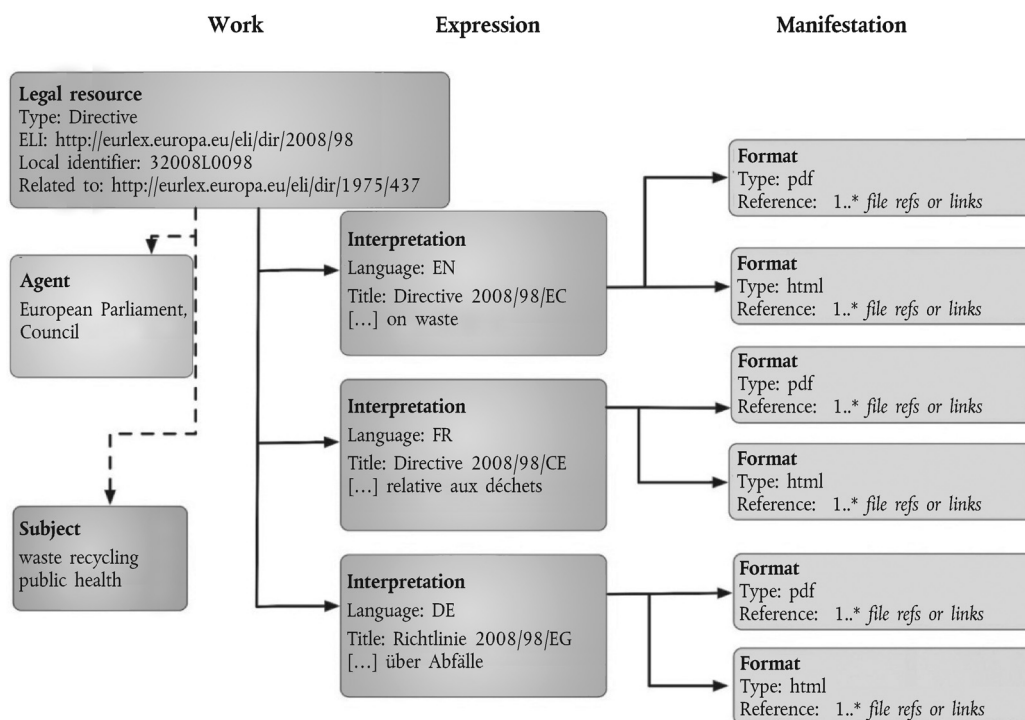 Work
Expression
Manifestation
Legal resource
Type: Directive
ELI: http://eurlex.europa.eu/eli/dir/2008/98
Local identifier: 32008L0098
Related to: http://eurlex.europa.eu/eli/dir/1975/437
Agent
European Parliament,
Council
Subject
waste recycling
public health
Interpretation
Language: EN
Title: Directive 2008/98/EC
[…] on waste
Interpretation
Language: FR
Title: Directive 2008/98/CE
[…] relative aux déchets
Interpretation
Language: DE
Title: Richtlinie 2008/98/EG
[…] über Abfälle
Format
Type: pdf
Reference: 1..* file refs or links
Format
Type: html
Reference: 1..* file refs or links
Format
Type: pdf
Reference: 1..* file refs or links
Format
Type: html
Reference: 1..* file refs or links
Format
Type: pdf
Reference: 1..* file refs or links
Format
Type: html
Reference: 1..* file refs or links